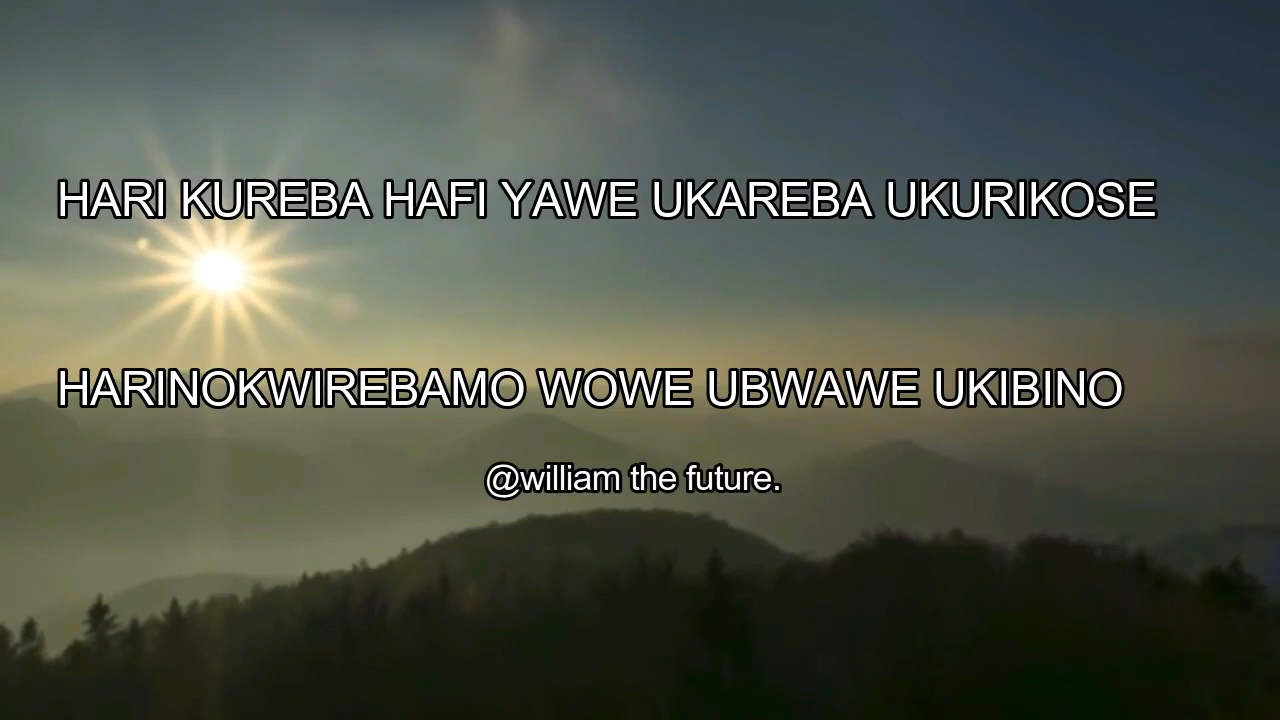 HARI KUREBA HAFI YAWE UKAREBA UKURIKOSE
HARINOKWIREBAMO WOWE UBWAWE UKIBINO
@william the future.